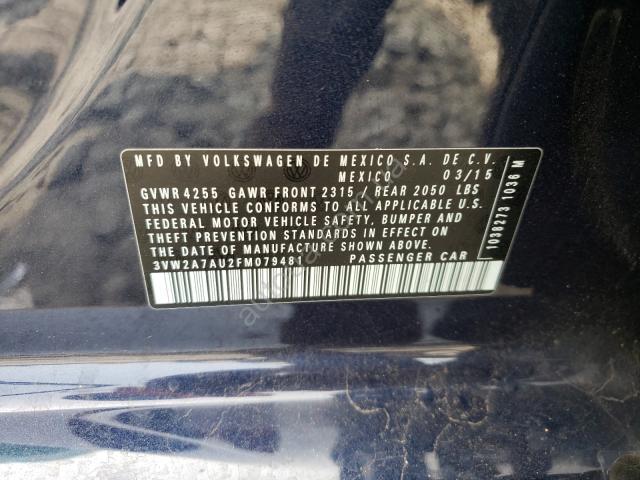 MFD BY VOLKSWAGEN DE MEXICO S.A. DE C.V.
MEXICO 03/15
GVWR 4255 GAWR FRONT 2315 / REAR 2050 LBS
THIS VEHICLE CONFORMS TO ALL APPLICABLE U.S.
FEDERAL MOTOR VEHICLE SAFETY, BUMPER AND
THEFT PREVENTION STANDARDS IN EFFECT ON
THE DATE OF MANUFACTURE SHOWN ABOVE.
3VW2A7AU2FM079481 PASSENGER CAR
1038273 1036 M